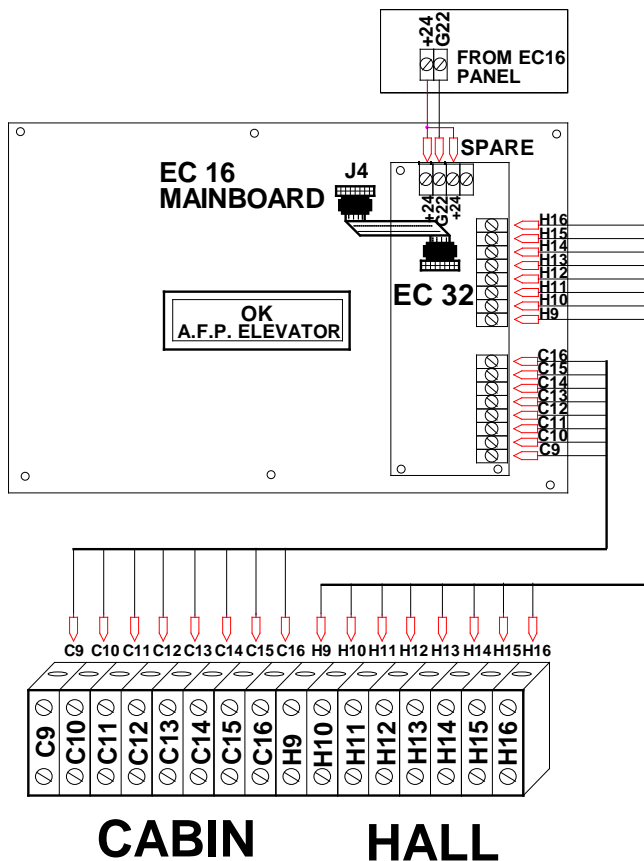 +24 G22
FROM EC16
PANEL
SPARE
EC 16
MAINBOARD
J4
+24 G22 +24
EC 32
OK
A.F.P. ELEVATOR
H16
H15
H14
H13
H12
H11
H10
H9
C16
C15
C14
C13
C12
C11
C10
C9
C9 C10 C11 C12 C13 C14 C15 C16 H9 H10 H11 H12 H13 H14 H15 H16
C9 C10 C11 C12 C13 C14 C15 C16 H9 H10 H11 H12 H13 H14 H15 H16
CABIN HALL